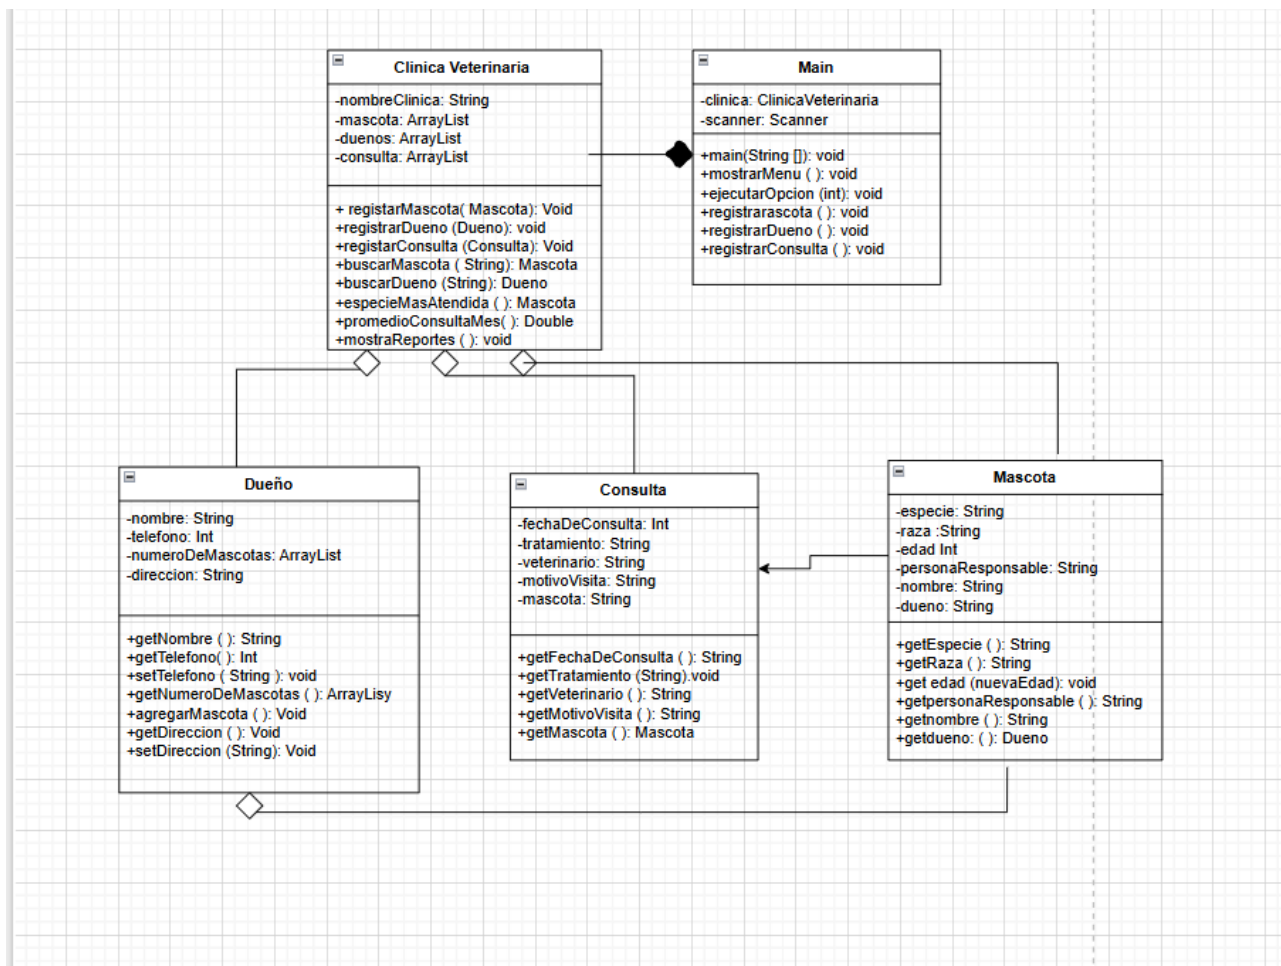 Clinica Veterinaria
-nombreClinica: String
-mascota: ArrayList
-duenos: ArrayList
-consulta: ArrayList
+ registarMascota( Mascota): Void
+registrarDueno (Dueno): void
+registarConsulta (Consulta): Void
+buscarMascota ( String): Mascota
+buscarDueno (String): Dueno
+especieMasAtendida ( ): Mascota
+promedioConsultaMes( ): Double
+mostraReportes ( ): void
Main
-clinica: ClinicaVeterinaria
-scanner: Scanner
+main(String []): void
+mostrarMenu ( ): void
+ejecutarOpcion (int): void
+registrarascota ( ): void
+registrarDueno ( ): void
+registrarConsulta ( ): void
Dueño
-nombre: String
-telefono: Int
-numeroDeMascotas: ArrayList
-direccion: String
+getNombre ( ): String
+getTelefono( ): Int
+setTelefono ( String ): void
+getNumeroDeMascotas ( ): ArrayLisy
+agregarMascota ( ): Void
+getDireccion ( ): Void
+setDireccion (String): Void
Consulta
-fechaDeConsulta: Int
-tratamiento: String
-veterinario: String
-motivoVisita: String
-mascota: String
+getFechaDeConsulta ( ): String
+getTratamiento (String).void
+getVeterinario ( ): String
+getMotivoVisita ( ): String
+getMascota ( ): Mascota
Mascota
-especie: String
-raza :String
-edad Int
-personaResponsable: String
-nombre: String
-dueno: String
+getEspecie ( ): String
+getRaza ( ): String
+get edad (nuevaEdad): void
+getpersonaResponsable ( ): String
+getnombre ( ): String
+getdueno: ( ): Dueno